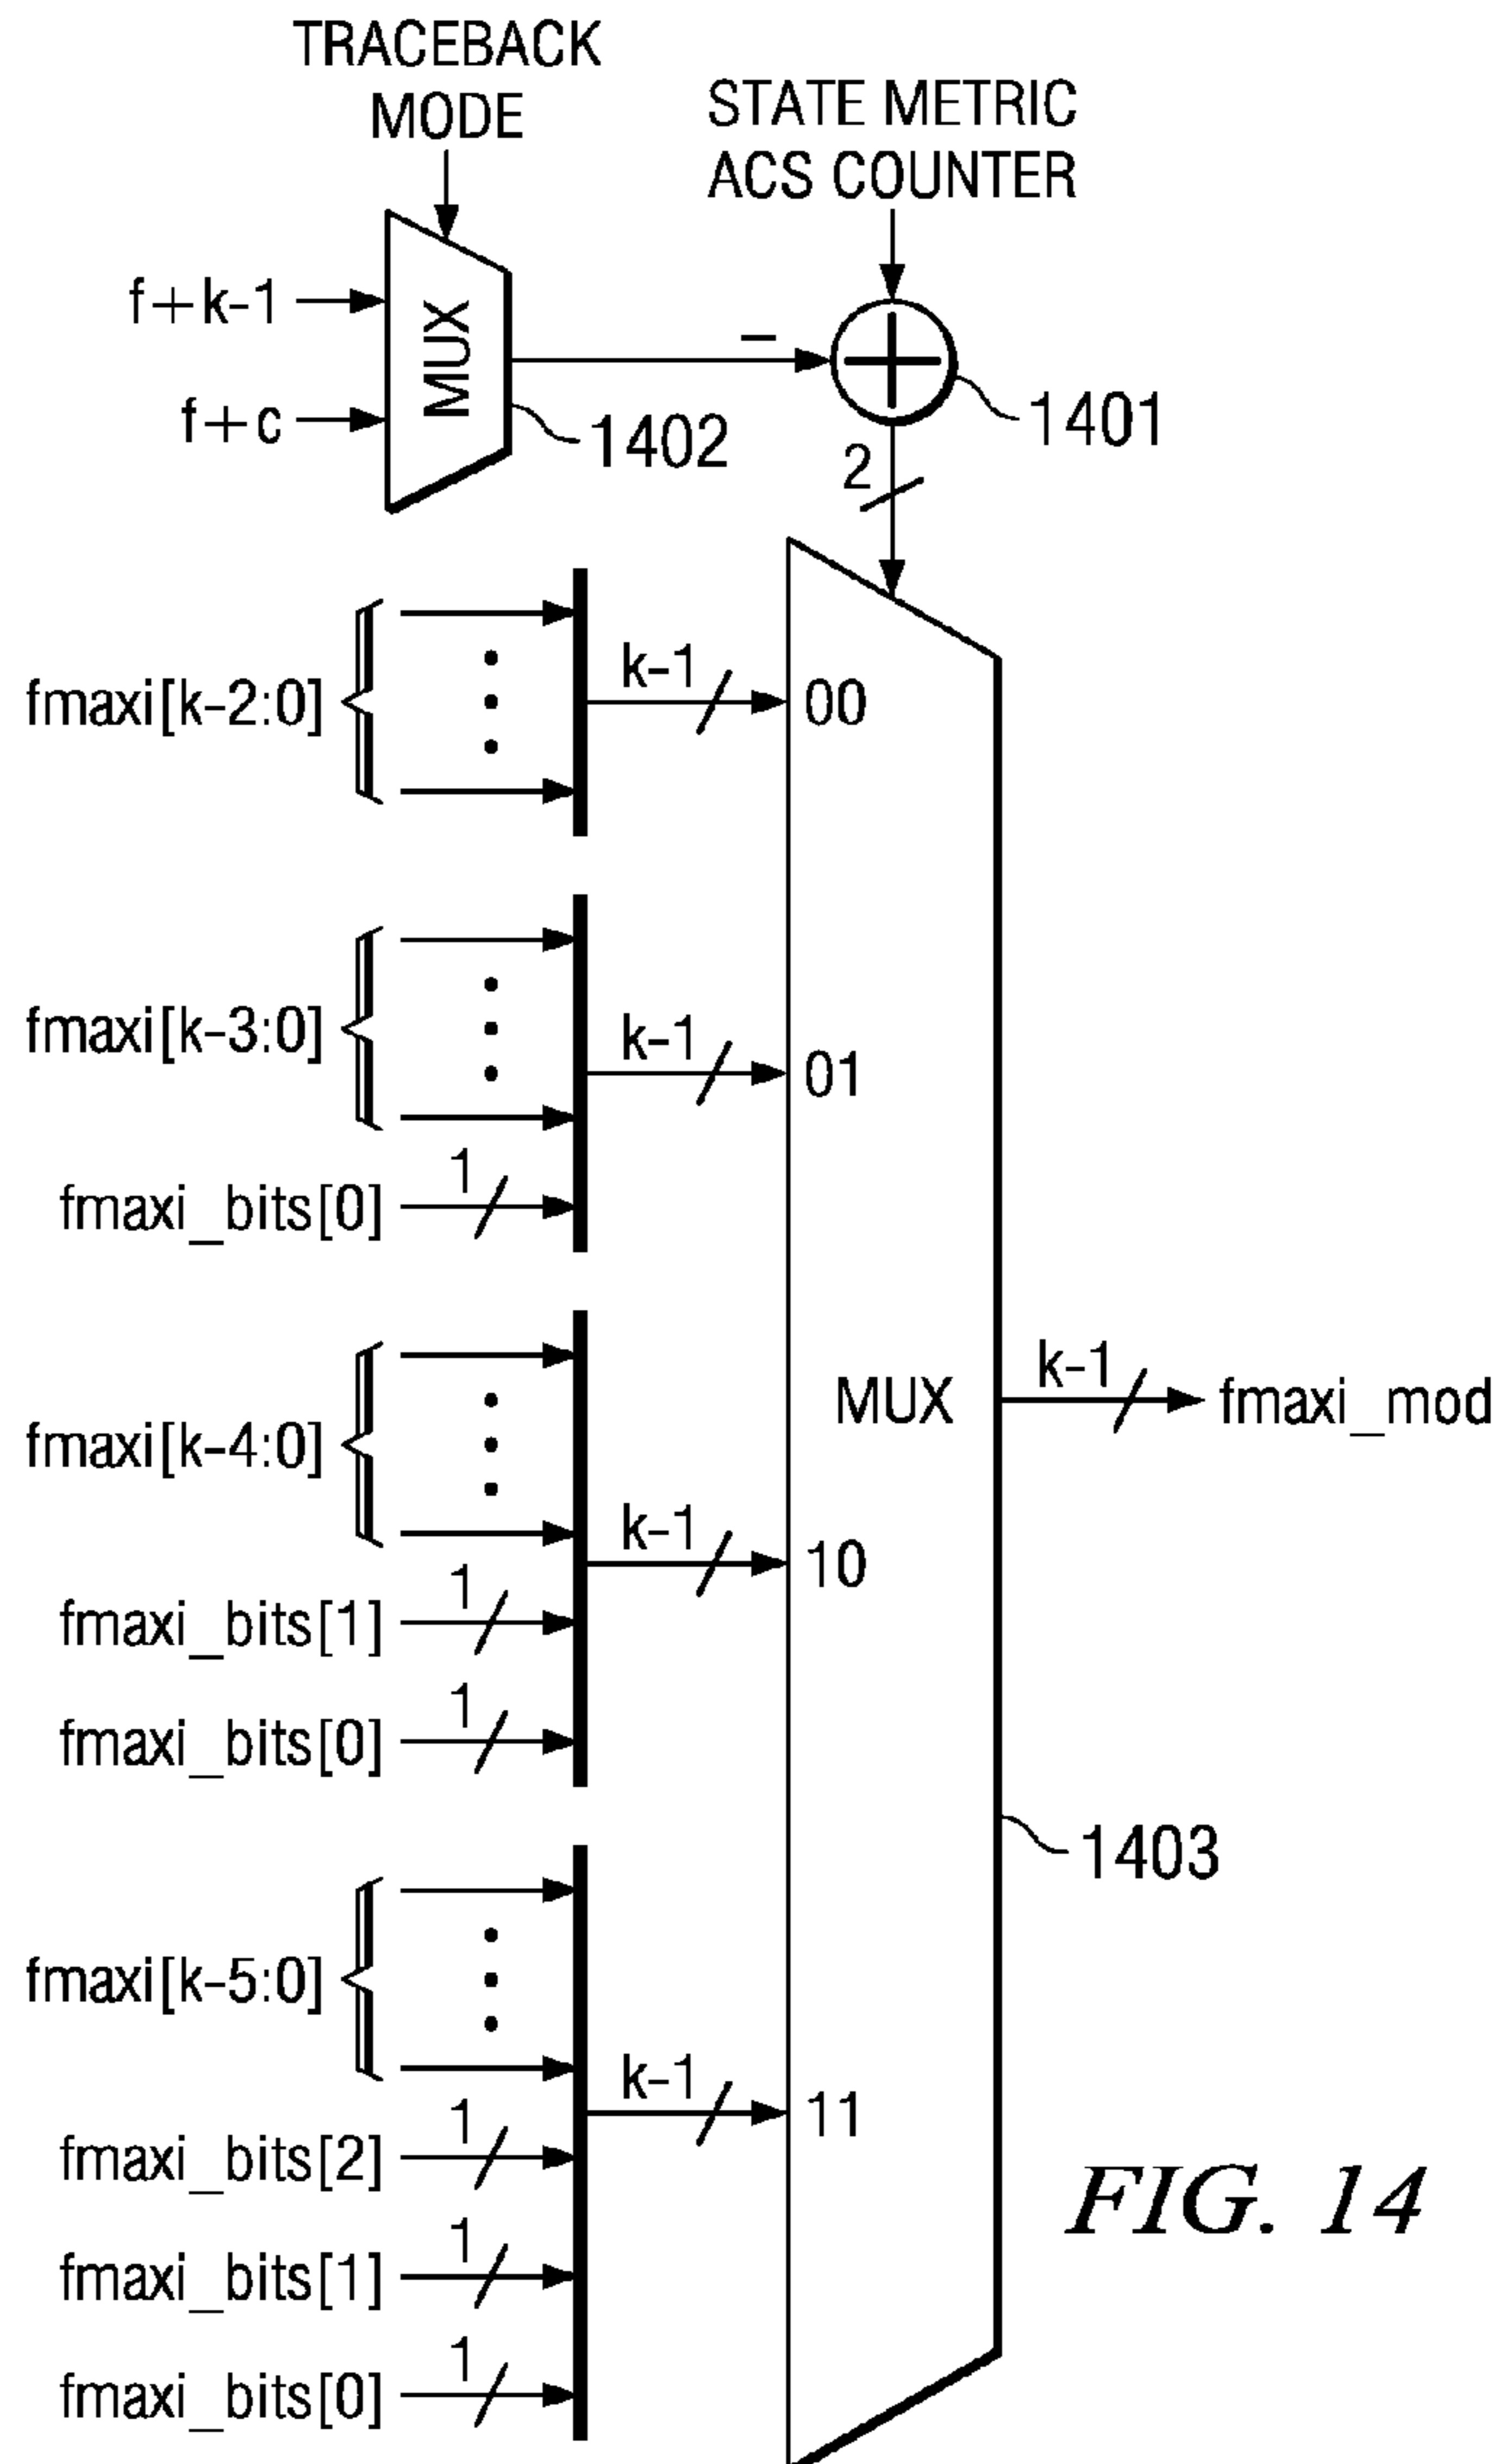 TRACEBACK
MODE
STATE METRIC
ACS COUNTER
f+k-1
f+c
MUX
1402
−
1401
2
fmaxi[k-2:0]
k-1
00
fmaxi[k-3:0]
k-1
01
fmaxi_bits[0]
1
fmaxi[k-4:0]
k-1
10
fmaxi_bits[1]
1
fmaxi_bits[0]
1
MUX
k-1
fmaxi_mod
1403
fmaxi[k-5:0]
k-1
11
fmaxi_bits[2]
1
fmaxi_bits[1]
1
fmaxi_bits[0]
1
FIG. 14